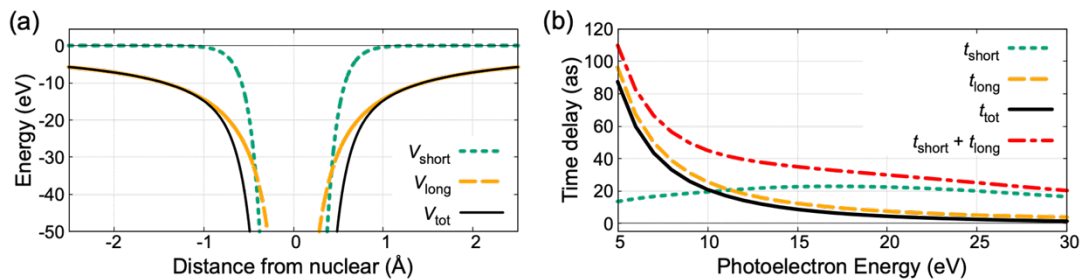 (a)
Energy (eV)
0
-10
-20
-30
-40
-50
-2
-1
0
1
2
Distance from nuclear (Å)
Vshort
Vlong
Vtot
(b)
Time delay (as)
120
100
80
60
40
20
0
5
10
15
20
25
30
Photoelectron Energy (eV)
tshort
tlong
ttot
tshort + tlong